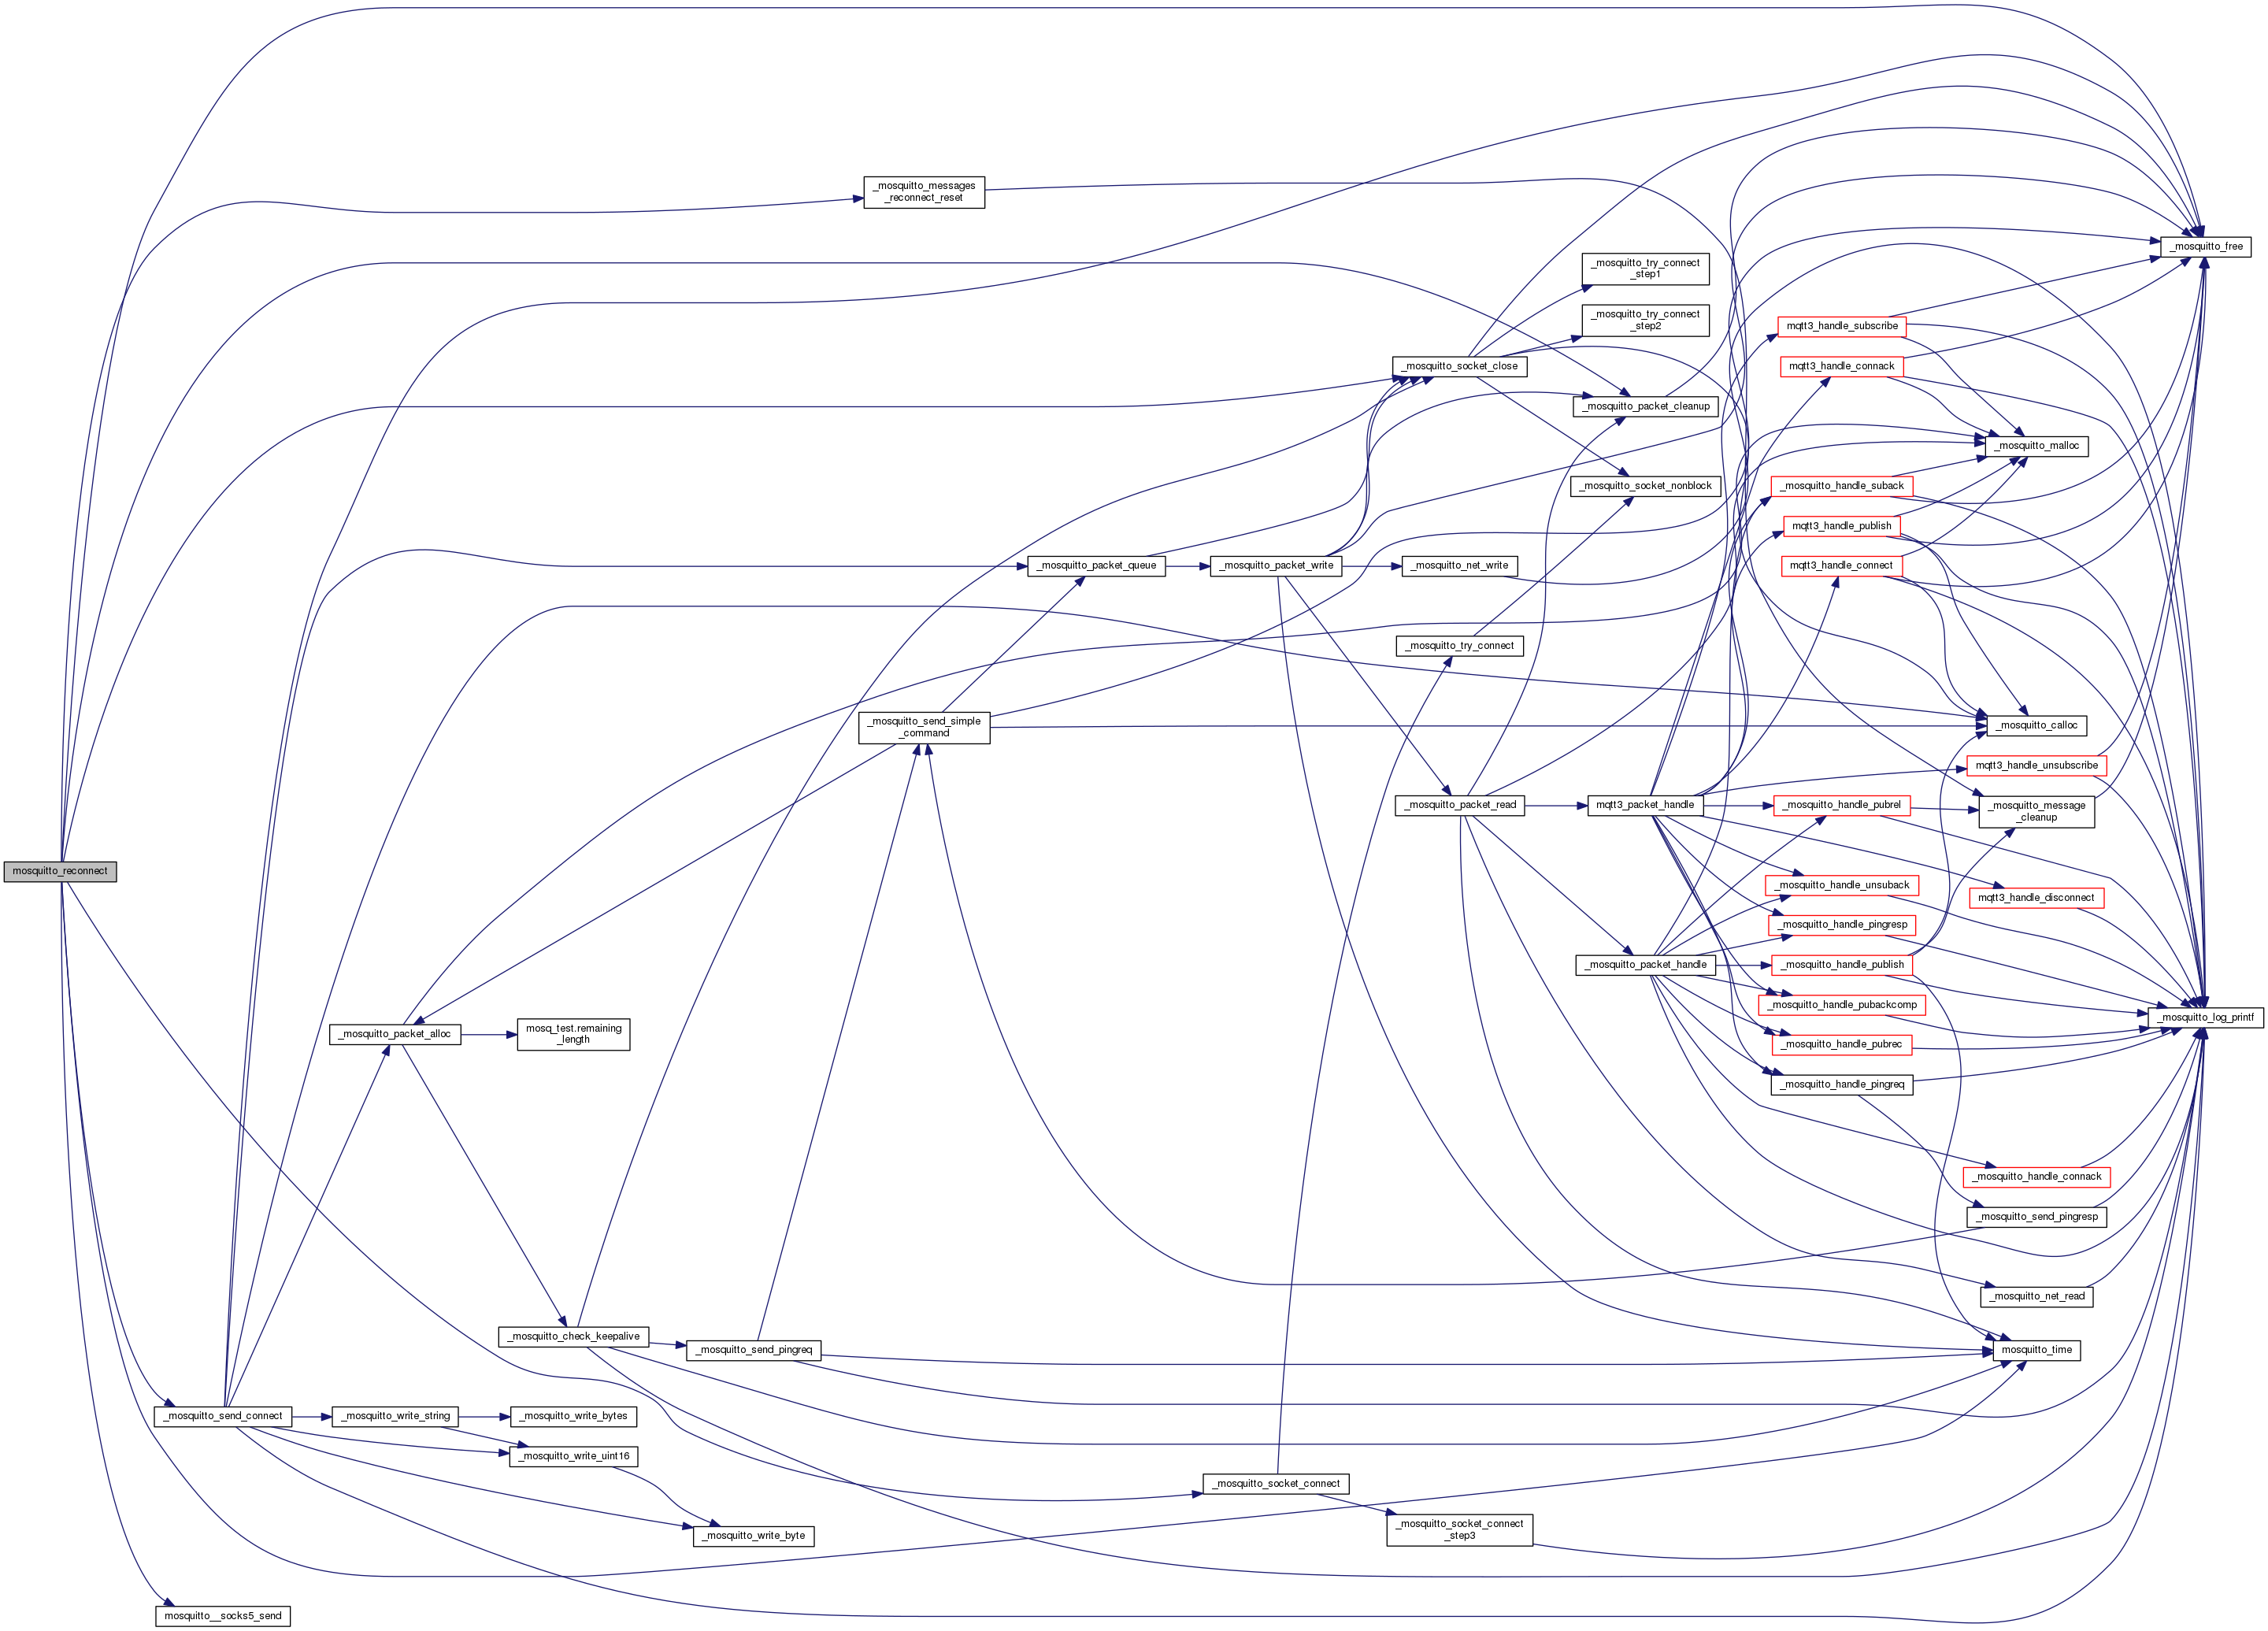 _mosquitto_free
_mosquitto_messages
_reconnect_reset
_mosquitto_try_connect
_step1
_mosquitto_try_connect
_step2
mqtt3_handle_subscribe
_mosquitto_socket_close
mqtt3_handle_connack
_mosquitto_packet_cleanup
_mosquitto_malloc
_mosquitto_socket_nonblock
_mosquitto_handle_suback
mqtt3_handle_publish
_mosquitto_packet_queue
_mosquitto_packet_write
_mosquitto_net_write
mqtt3_handle_connect
_mosquitto_try_connect
_mosquitto_send_simple
_command
_mosquitto_calloc
mqtt3_handle_unsubscribe
_mosquitto_packet_read
mqtt3_packet_handle
_mosquitto_handle_pubrel
_mosquitto_message
_cleanup
mosquitto_reconnect
_mosquitto_handle_unsuback
mqtt3_handle_disconnect
_mosquitto_handle_pingresp
_mosquitto_packet_handle
_mosquitto_handle_publish
_mosquitto_handle_pubackcomp
_mosquitto_log_printf
_mosquitto_packet_alloc
mosq_test.remaining
_length
_mosquitto_handle_pubrec
_mosquitto_handle_pingreq
_mosquitto_handle_connack
_mosquitto_send_pingresp
_mosquitto_net_read
_mosquitto_check_keepalive
_mosquitto_send_pingreq
mosquitto_time
_mosquitto_send_connect
_mosquitto_write_string
_mosquitto_write_bytes
_mosquitto_write_uint16
_mosquitto_socket_connect
_mosquitto_write_byte
_mosquitto_socket_connect
_step3
mosquitto__socks5_send